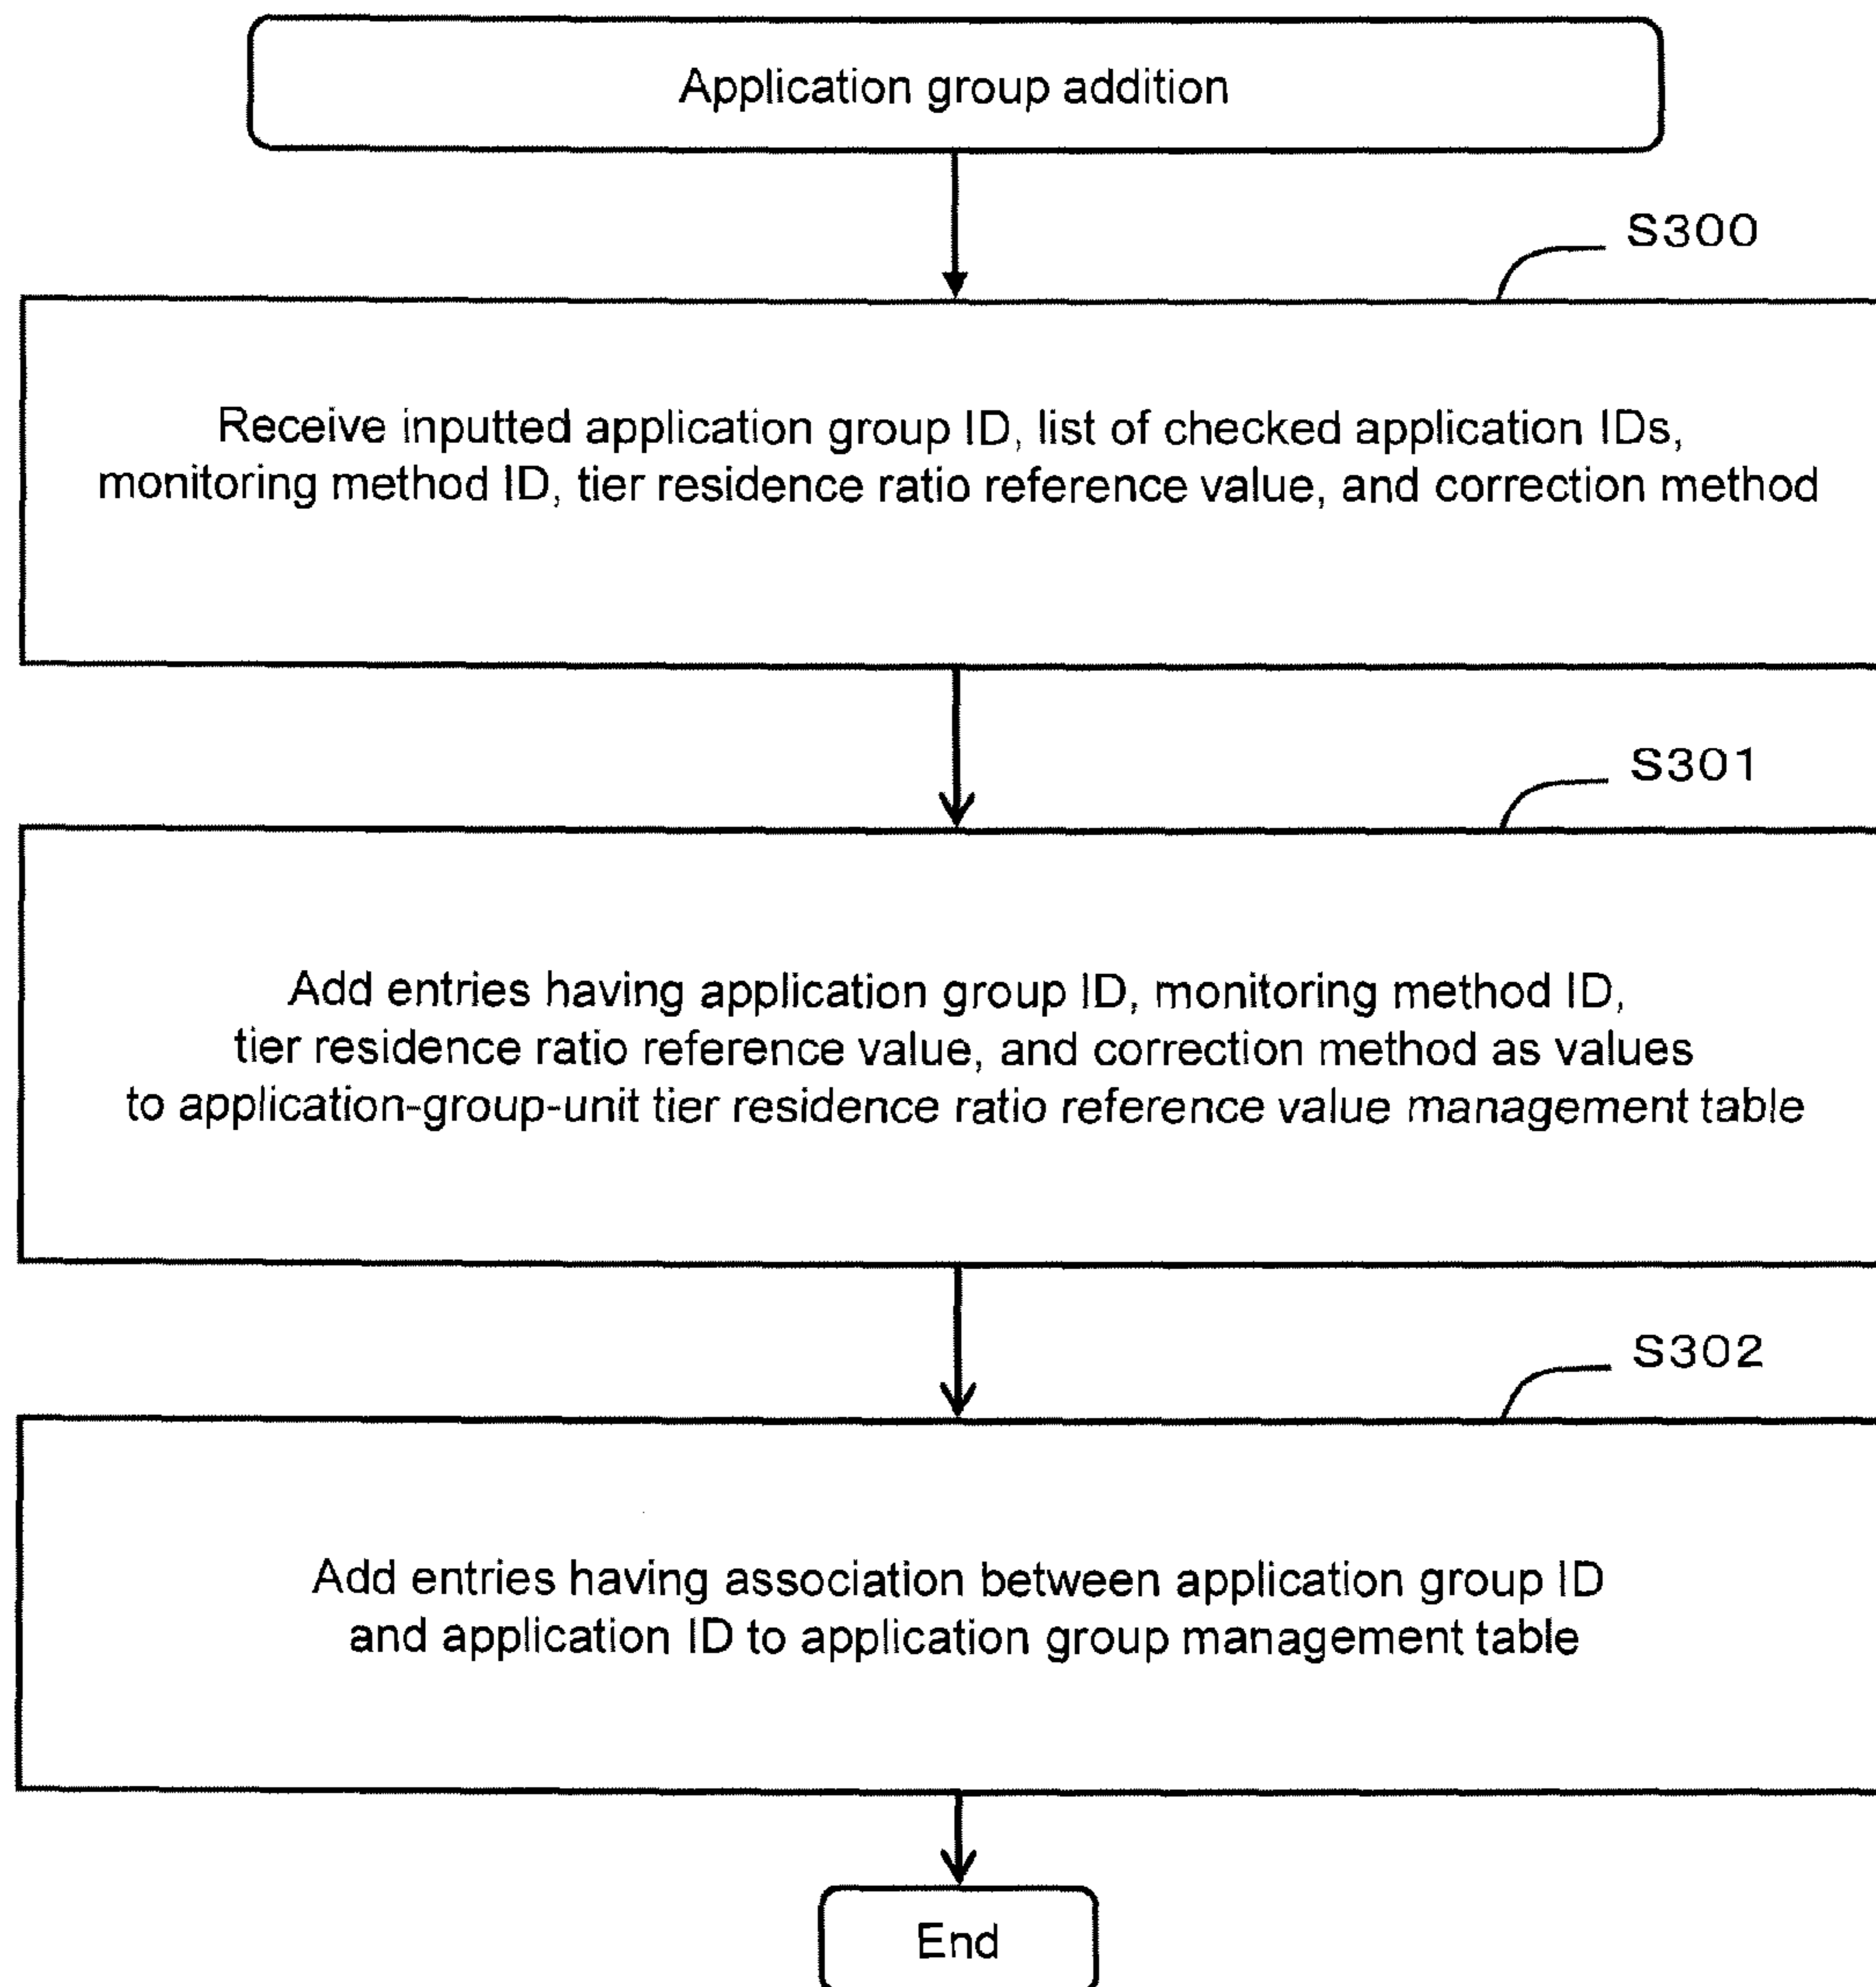 Application group addition
S300
Receive inputted application group ID, list of checked application IDs,
monitoring method ID, tier residence ratio reference value, and correction method
S301
Add entries having application group ID, monitoring method ID,
tier residence ratio reference value, and correction method as values
to application-group-unit tier residence ratio reference value management table
S302
Add entries having association between application group ID
and application ID to application group management table
End